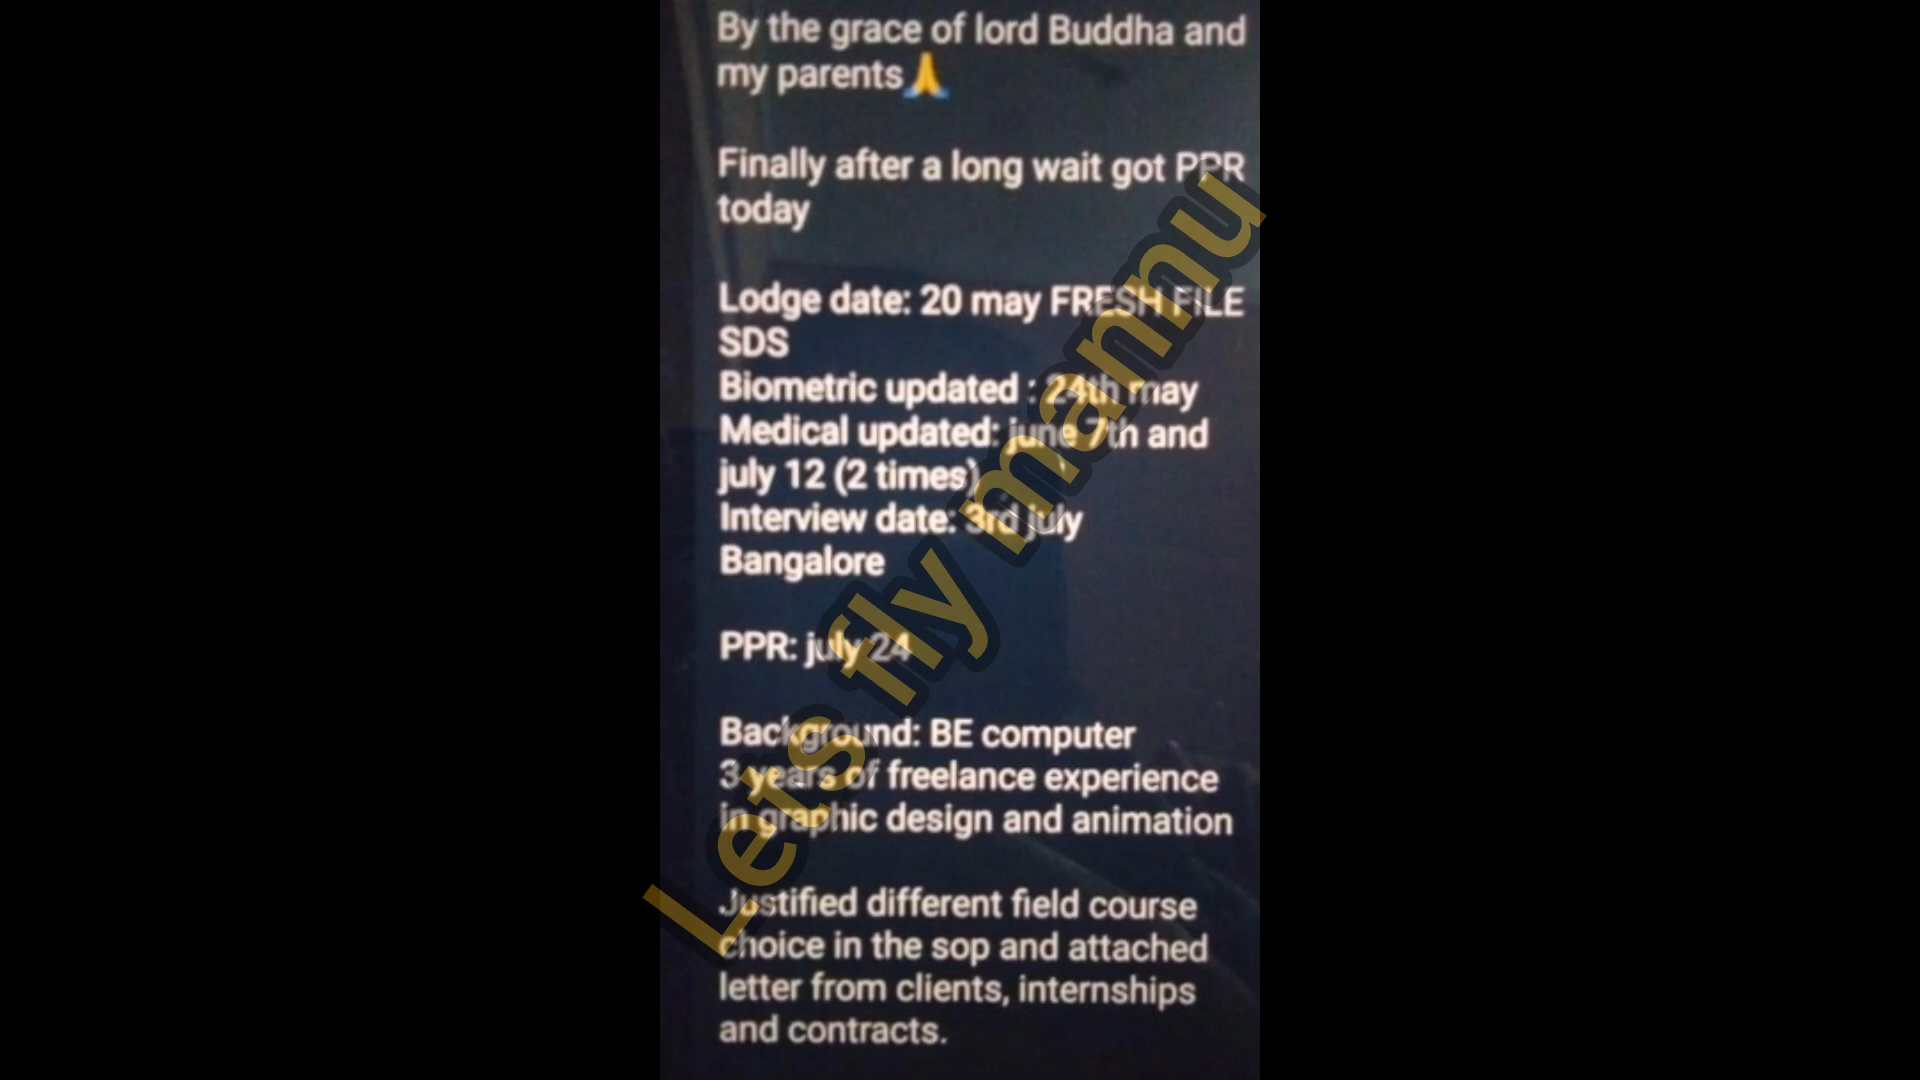 By the grace of lord Buddha and
my parents🙏
Finally after a long wait got PPR
today
Lodge date: 20 may FRESH FILE
SDS
Biometric updated : 24th may
Medical updated: june 7th and
july 12 (2 times)
Interview date: 3rd july
Bangalore
PPR: july 24
Background: BE computer
3 years of freelance experience
in graphic design and animation
Justified different field course
choice in the sop and attached
letter from clients, internships
and contracts.
Lets fly mannu